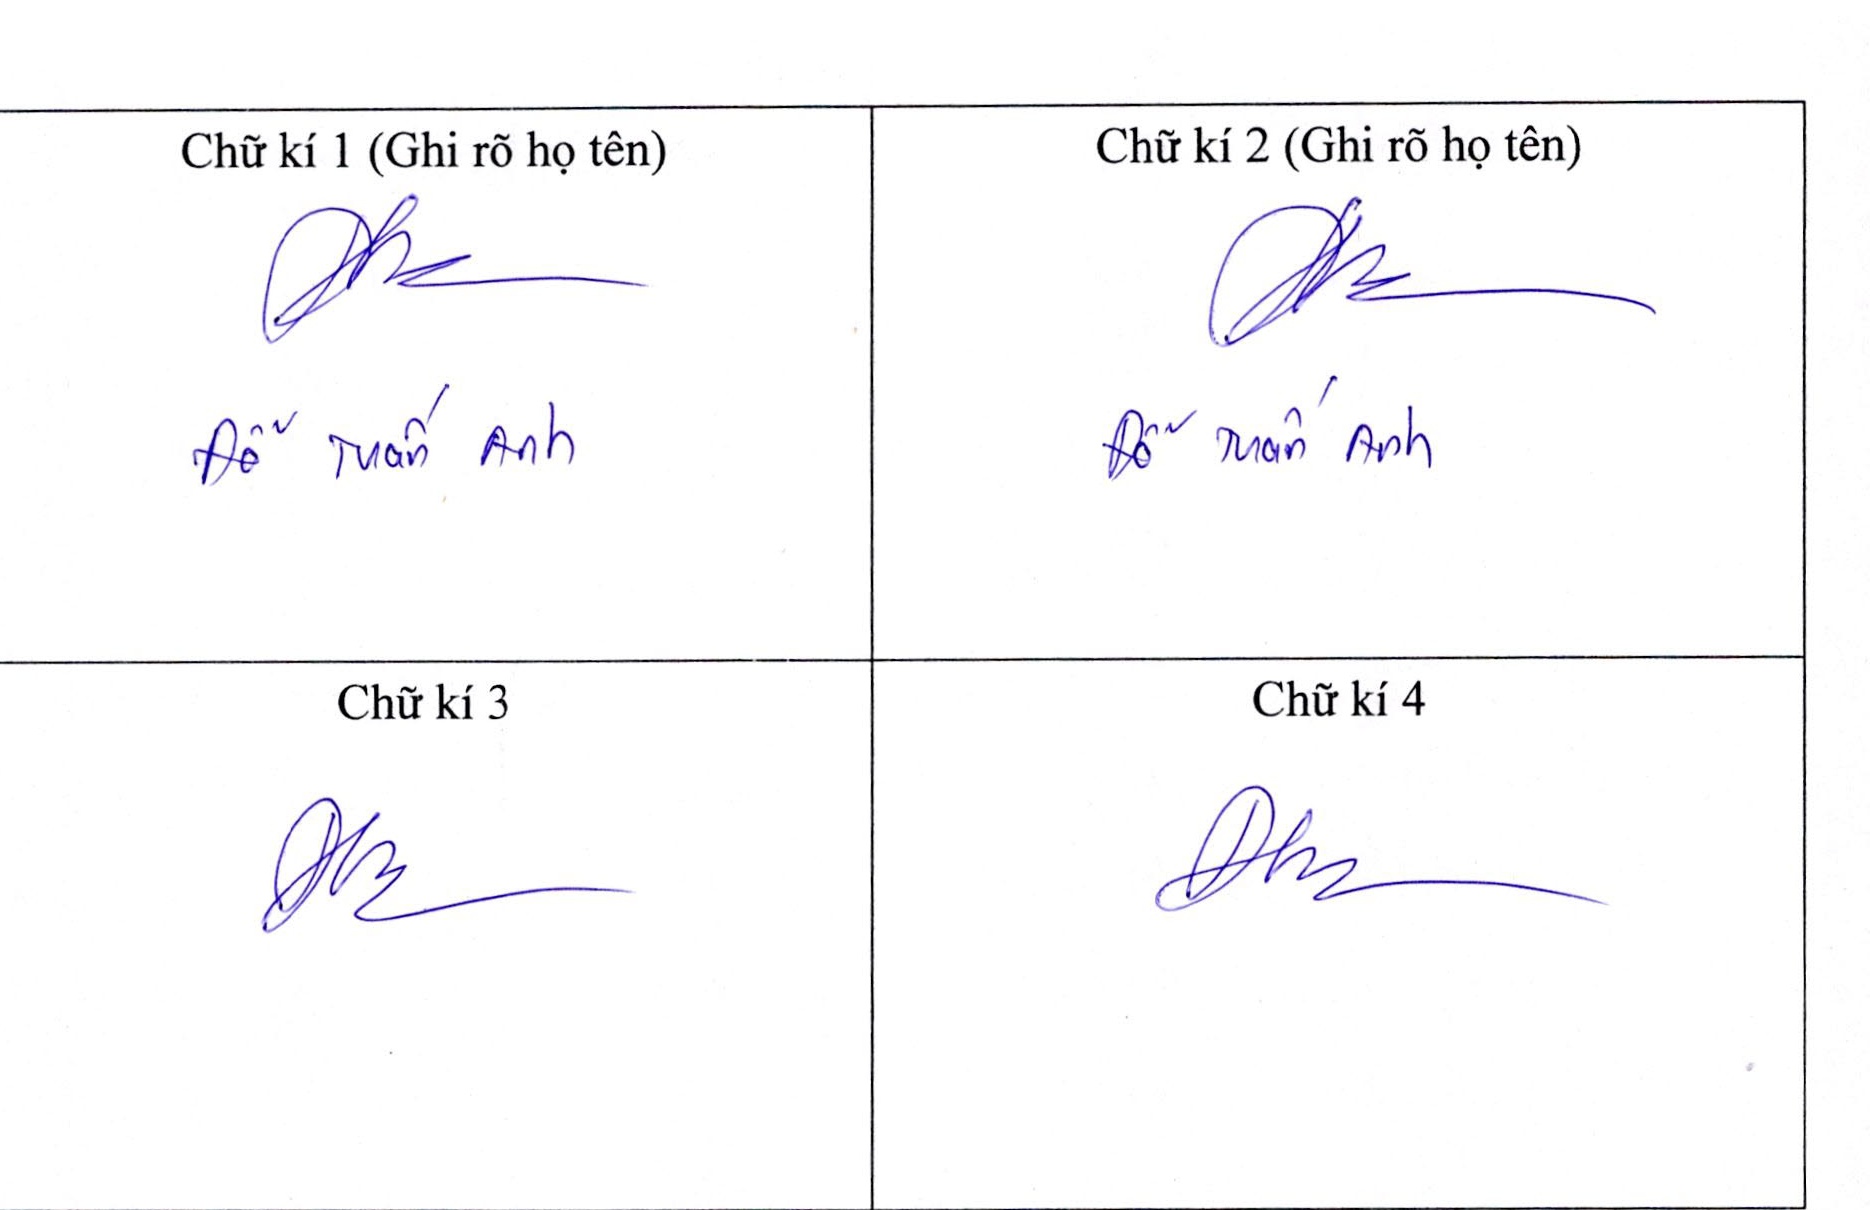 Chữ kí 1 (Ghi rõ họ tên)
Đỗ Tuấn Anh
Chữ kí 2 (Ghi rõ họ tên)
Đỗ Tuấn Anh
Chữ kí 3
Chữ kí 4